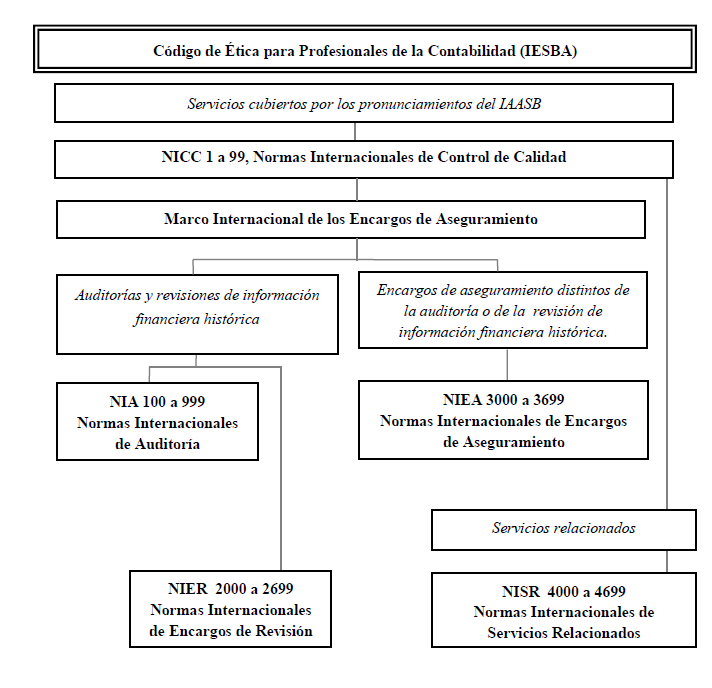 Código de Ética para Profesionales de la Contabilidad (IESBA)
Servicios cubiertos por los pronunciamientos del IAASB
NICC 1 a 99, Normas Internacionales de Control de Calidad
Marco Internacional de los Encargos de Aseguramiento
Auditorías y revisiones de información
financiera histórica
Encargos de aseguramiento distintos de
la auditoría o de la revisión de
información financiera histórica.
NIA 100 a 999
Normas Internacionales
de Auditoría
NIEA 3000 a 3699
Normas Internacionales de Encargos
de Aseguramiento
Servicios relacionados
NIER 2000 a 2699
Normas Internacionales
de Encargos de Revisión
NISR 4000 a 4699
Normas Internacionales de
Servicios Relacionados